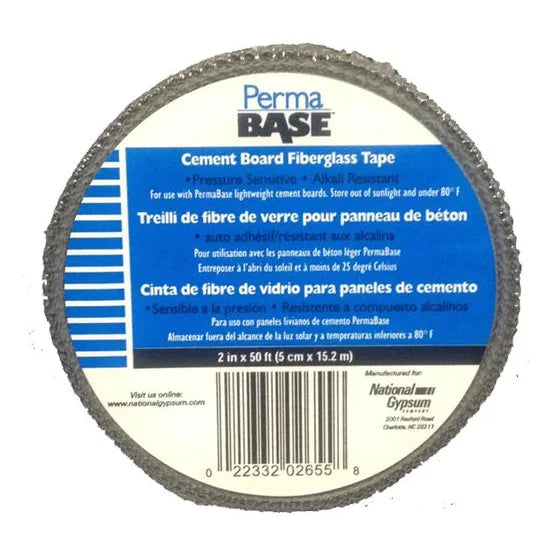 Perma
BASE™
Cement Board Fiberglass Tape
• Pressure Sensitive • Alkali Resistant
For use with PermaBase lightweight cement boards. Store out of sunlight and under 80° F
Treilli de fibre de verre pour panneau de béton
• auto adhésif/résistant aux alcalins
Pour utilisation avec les panneaux de béton léger PermaBase
Entreposer à l'abri du soleil et à moins de 25 degré Celsius
Cinta de fibre de vidrio para paneles de cemento
• Sensible a la presión • Resistente a compuesto alcalinos
Para uso con paneles livianos de cemento PermaBase
Almacenar fuera del alcance de la luz solar y a temperaturas inferiores a 80° F
2 in x 50 ft (5 cm x 15.2 m)
Visit us online:
www.nationalgypsum.com
Manufactured for:
National
Gypsum
COMPANY
2001 Rexford Road
Charlotte, NC 28211
0 22332 02655 8